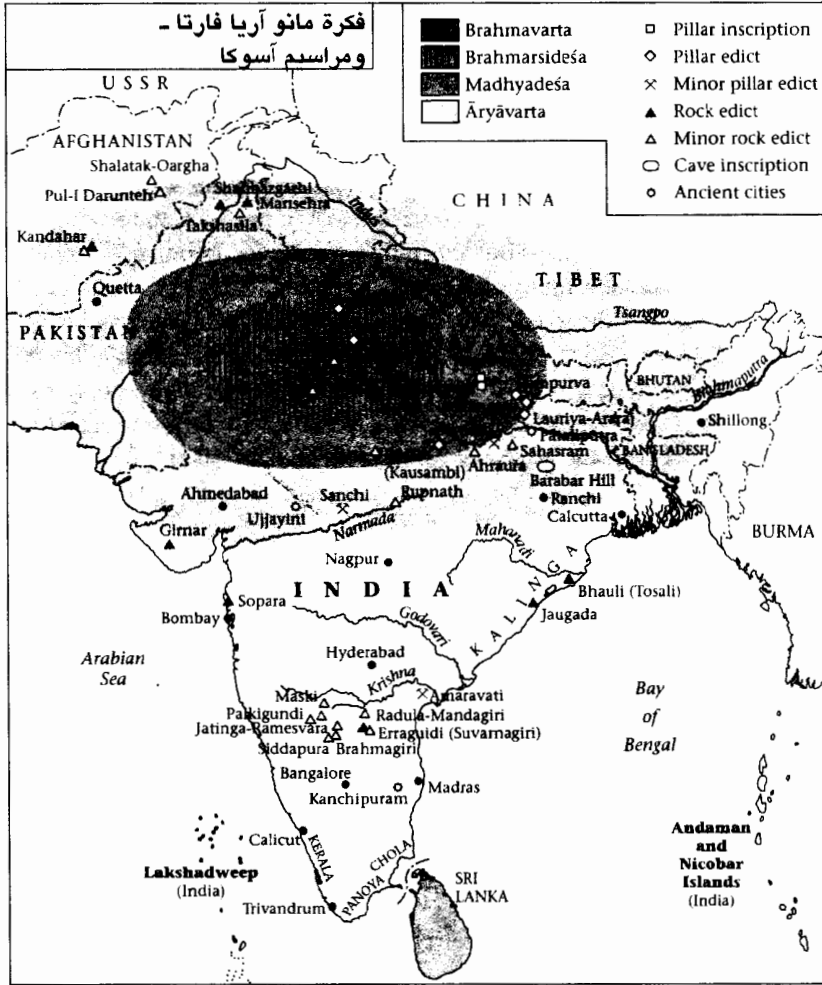 فكرة مانو آريا فارتا ـ
ومراسيم آسوكا
Brahmavarta
Brahmarsideśa
Madhyadeśa
Āryāvarta
Pillar inscription
Pillar edict
Minor pillar edict
Rock edict
Minor rock edict
Cave inscription
Ancient cities
USSR
AFGHANISTAN
Shalatak-Oargha
Pul-I Darunteh
Mansehra
Takshasila
Indus
CHINA
Kandahar
Quetta
TIBET
PAKISTAN
Tsangpo
BHUTAN
Brahmaputra
Lauriya-Araraj
Shillong
Pataliputra
Sahasram
BANGLADESH
(Kausambi)
Ahraura
Barabar Hill
Rupnath
Ahmedabad
Ujjayini
Sanchi
Ranchi
Calcutta
Girnar
Narmada
BURMA
Nagpur
Mahanadi
INDIA
KALINGA
Bhauli (Tosali)
Jaugada
Sopara
Bombay
Godovari
Arabian
Sea
Hyderabad
Krishna
Amaravati
Bay
of
Bengal
Maski
Palkigundi
Radula-Mandagiri
Jatinga-Ramesvara
Erraguidi (Suvarnagiri)
Siddapura
Brahmagiri
Bangalore
Kanchipuram
Madras
Calicut
KERALA
CHOLA
PANOYA
Lakshadweep
(India)
Trivandrum
SRI
LANKA
Andaman
and
Nicobar
Islands
(India)